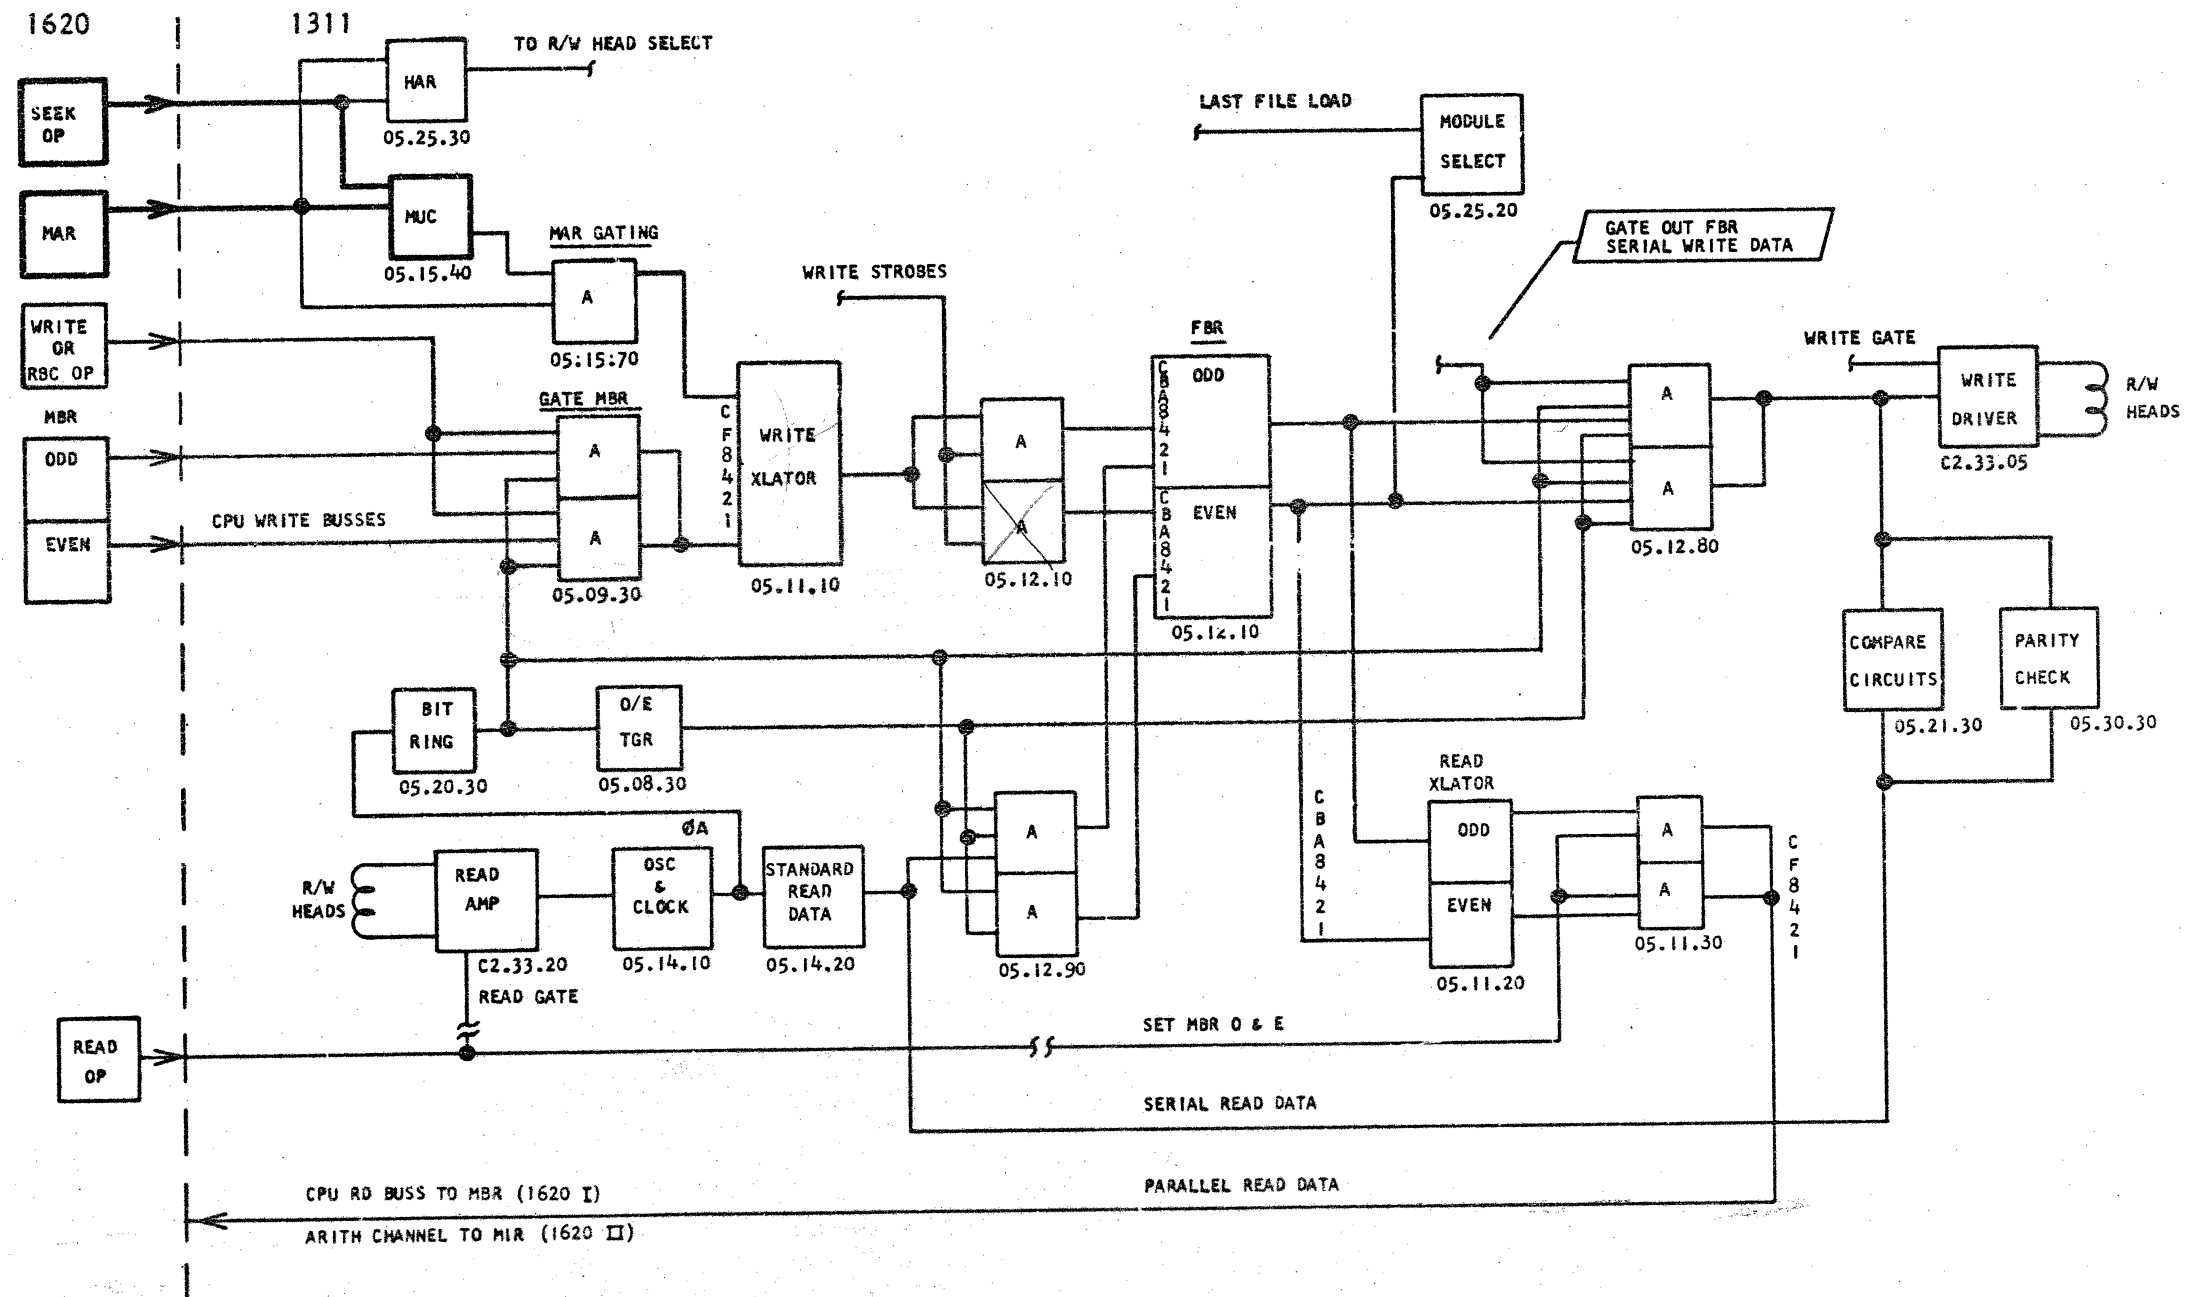 1620
1311
TO R/W HEAD SELECT
SEEK
OP
HAR
05.25.30
LAST FILE LOAD
MODULE
SELECT
05.25.20
MAR
MUC
05.15.40
MAR GATING
A
05:15:70
GATE OUT FBR
SERIAL WRITE DATA
WRITE STROBES
WRITE
OR
RBC OP
FBR
WRITE GATE
WRITE
DRIVER
C2.33.05
R/W
HEADS
MBR
ODD
EVEN
CPU WRITE BUSSES
GATE MBR
A
A
05.09.30
C
F
8
4
2
1
WRITE
XLATOR
05.11.10
A
A
05.12.10
C
B
A
8
4
2
1
ODD
C
B
A
8
4
2
1
EVEN
05.12.10
A
A
05.12.80
COMPARE
CIRCUITS
05.21.30
PARITY
CHECK
05.30.30
BIT
RING
05.20.30
O/E
TGR
05.08.30
ØA
R/W
HEADS
READ
AMP
C2.33.20
READ GATE
OSC
&
CLOCK
05.14.10
STANDARD
READ
DATA
05.14.20
A
A
05.12.90
C
B
A
8
4
2
1
READ
XLATOR
ODD
EVEN
05.11.20
A
A
05.11.30
C
F
8
4
2
1
READ
OP
SET MBR O & E
SERIAL READ DATA
CPU RD BUSS TO MBR (1620 I)
PARALLEL READ DATA
ARITH CHANNEL TO MIR (1620 II)